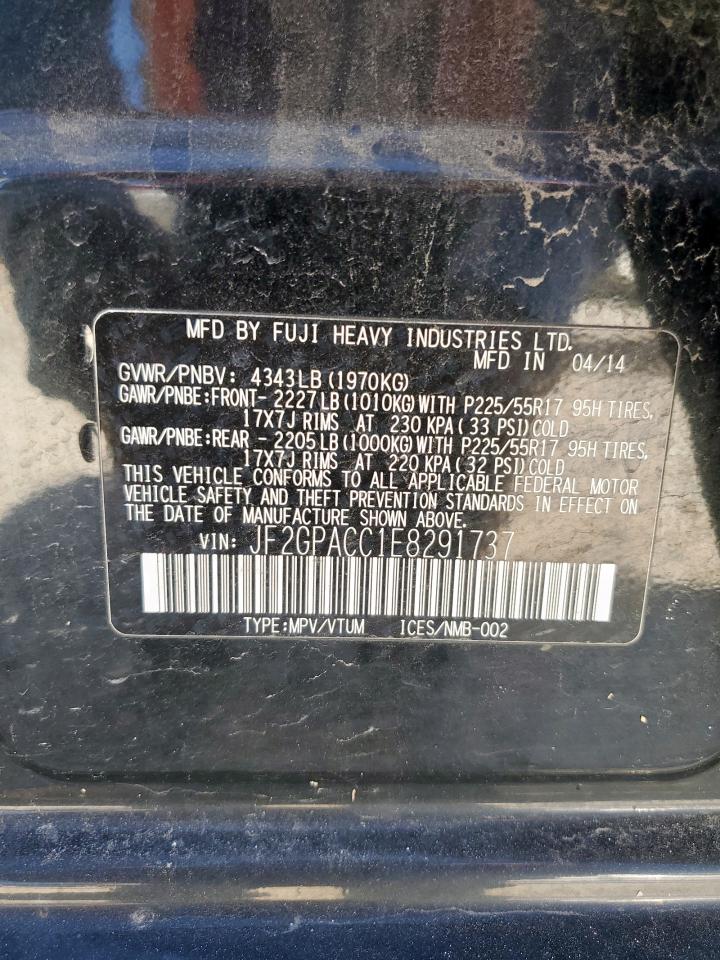 MFD BY FUJI HEAVY INDUSTRIES LTD.
MFD IN 04/14
GVWR/PNBV: 4343LB(1970KG)
GAWR/PNBE:FRONT- 2227LB(1010KG)WITH P225/55R17 95H TIRES,
17X7J RIMS AT 230 KPA(33 PSI)COLD
GAWR/PNBE:REAR - 2205LB(1000KG)WITH P225/55R17 95H TIRES,
17X7J RIMS AT 220 KPA(32 PSI)COLD
THIS VEHICLE CONFORMS TO ALL APPLICABLE FEDERAL MOTOR
VEHICLE SAFETY AND THEFT PREVENTION STANDARDS IN EFFECT ON
THE DATE OF MANUFACTURE SHOWN ABOVE.
VIN: JF2GPACC1E8291737
TYPE:MPV/VTUM ICES/NMB-002